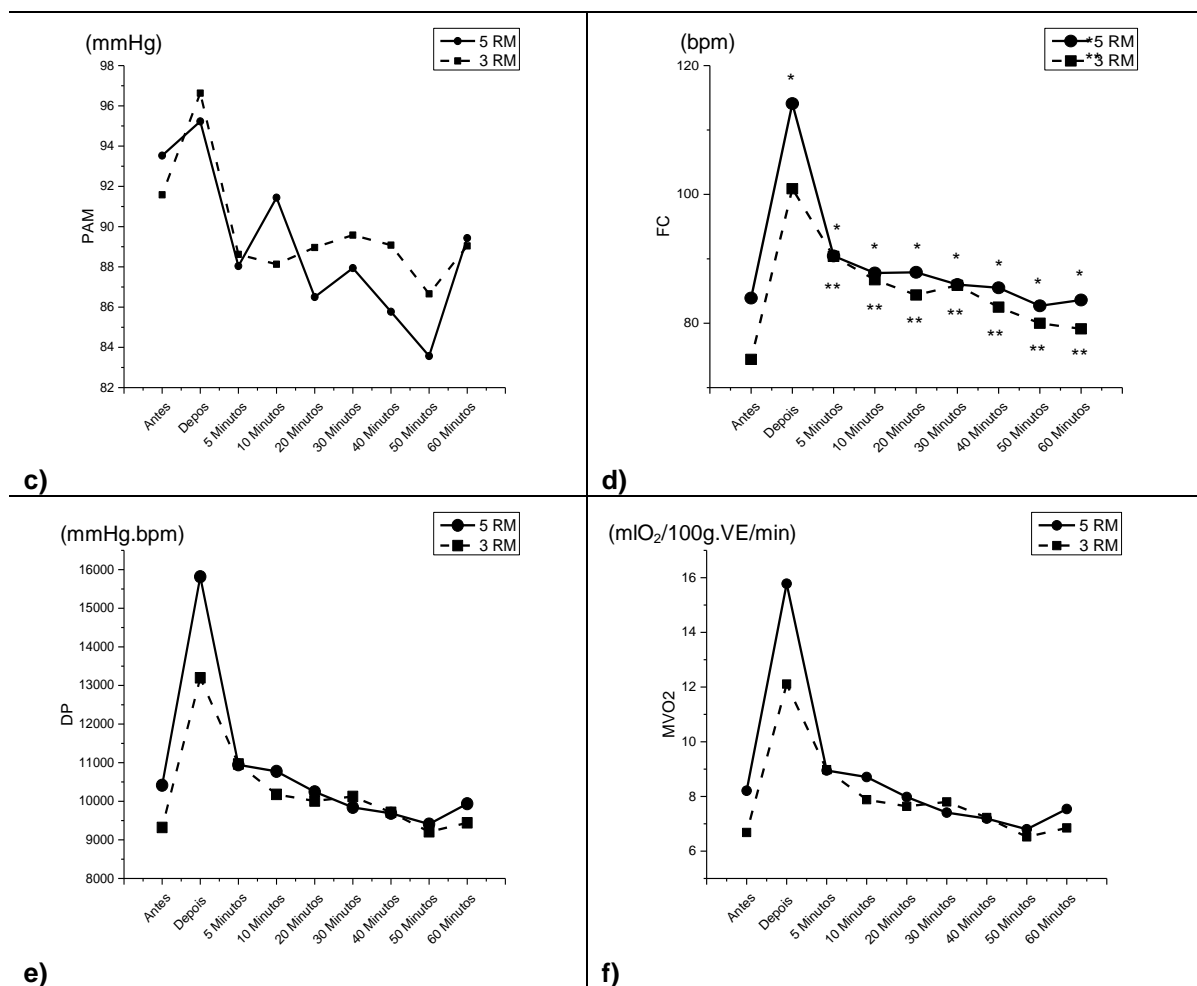 (mmHg)
5 RM
3 RM
98
96
94
92
90
88
86
84
82
PAM
Antes
Depos
5 Minutos
10 Minutos
20 Minutos
30 Minutos
40 Minutos
50 Minutos
60 Minutos
c)
(bpm)
*5 RM
**3 RM
120
100
80
FC
*
*
*
*
*
*
*
*
**
**
**
**
**
**
**
Antes
Depois
5 Minutos
10 Minutos
20 Minutos
30 Minutos
40 Minutos
50 Minutos
60 Minutos
d)
(mmHg.bpm)
5 RM
3 RM
16000
15000
14000
13000
12000
11000
10000
9000
8000
DP
Antes
Depois
5 Minutos
10 Minutos
20 Minutos
30 Minutos
40 Minutos
50 Minutos
60 Minutos
e)
(mlO₂/100g.VE/min)
5 RM
3 RM
16
14
12
10
8
6
MVO2
Antes
Depois
5 Minutos
10 Minutos
20 Minutos
30 Minutos
40 Minutos
50 Minutos
60 Minutos
f)